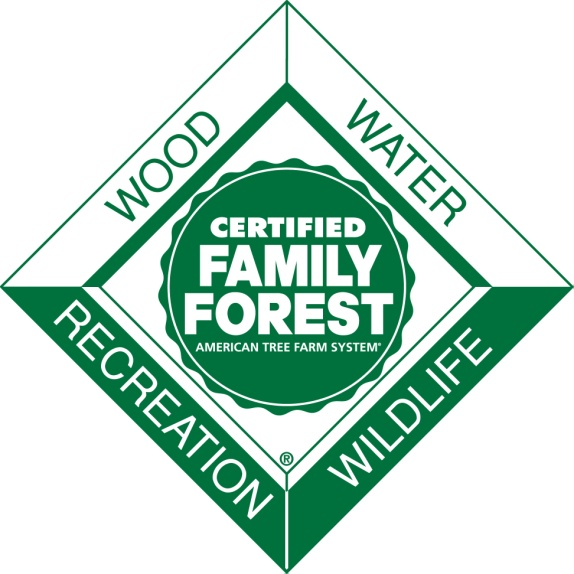 WOOD
WATER
CERTIFIED
FAMILY
FOREST
AMERICAN TREE FARM SYSTEM®
RECREATION
WILDLIFE
®